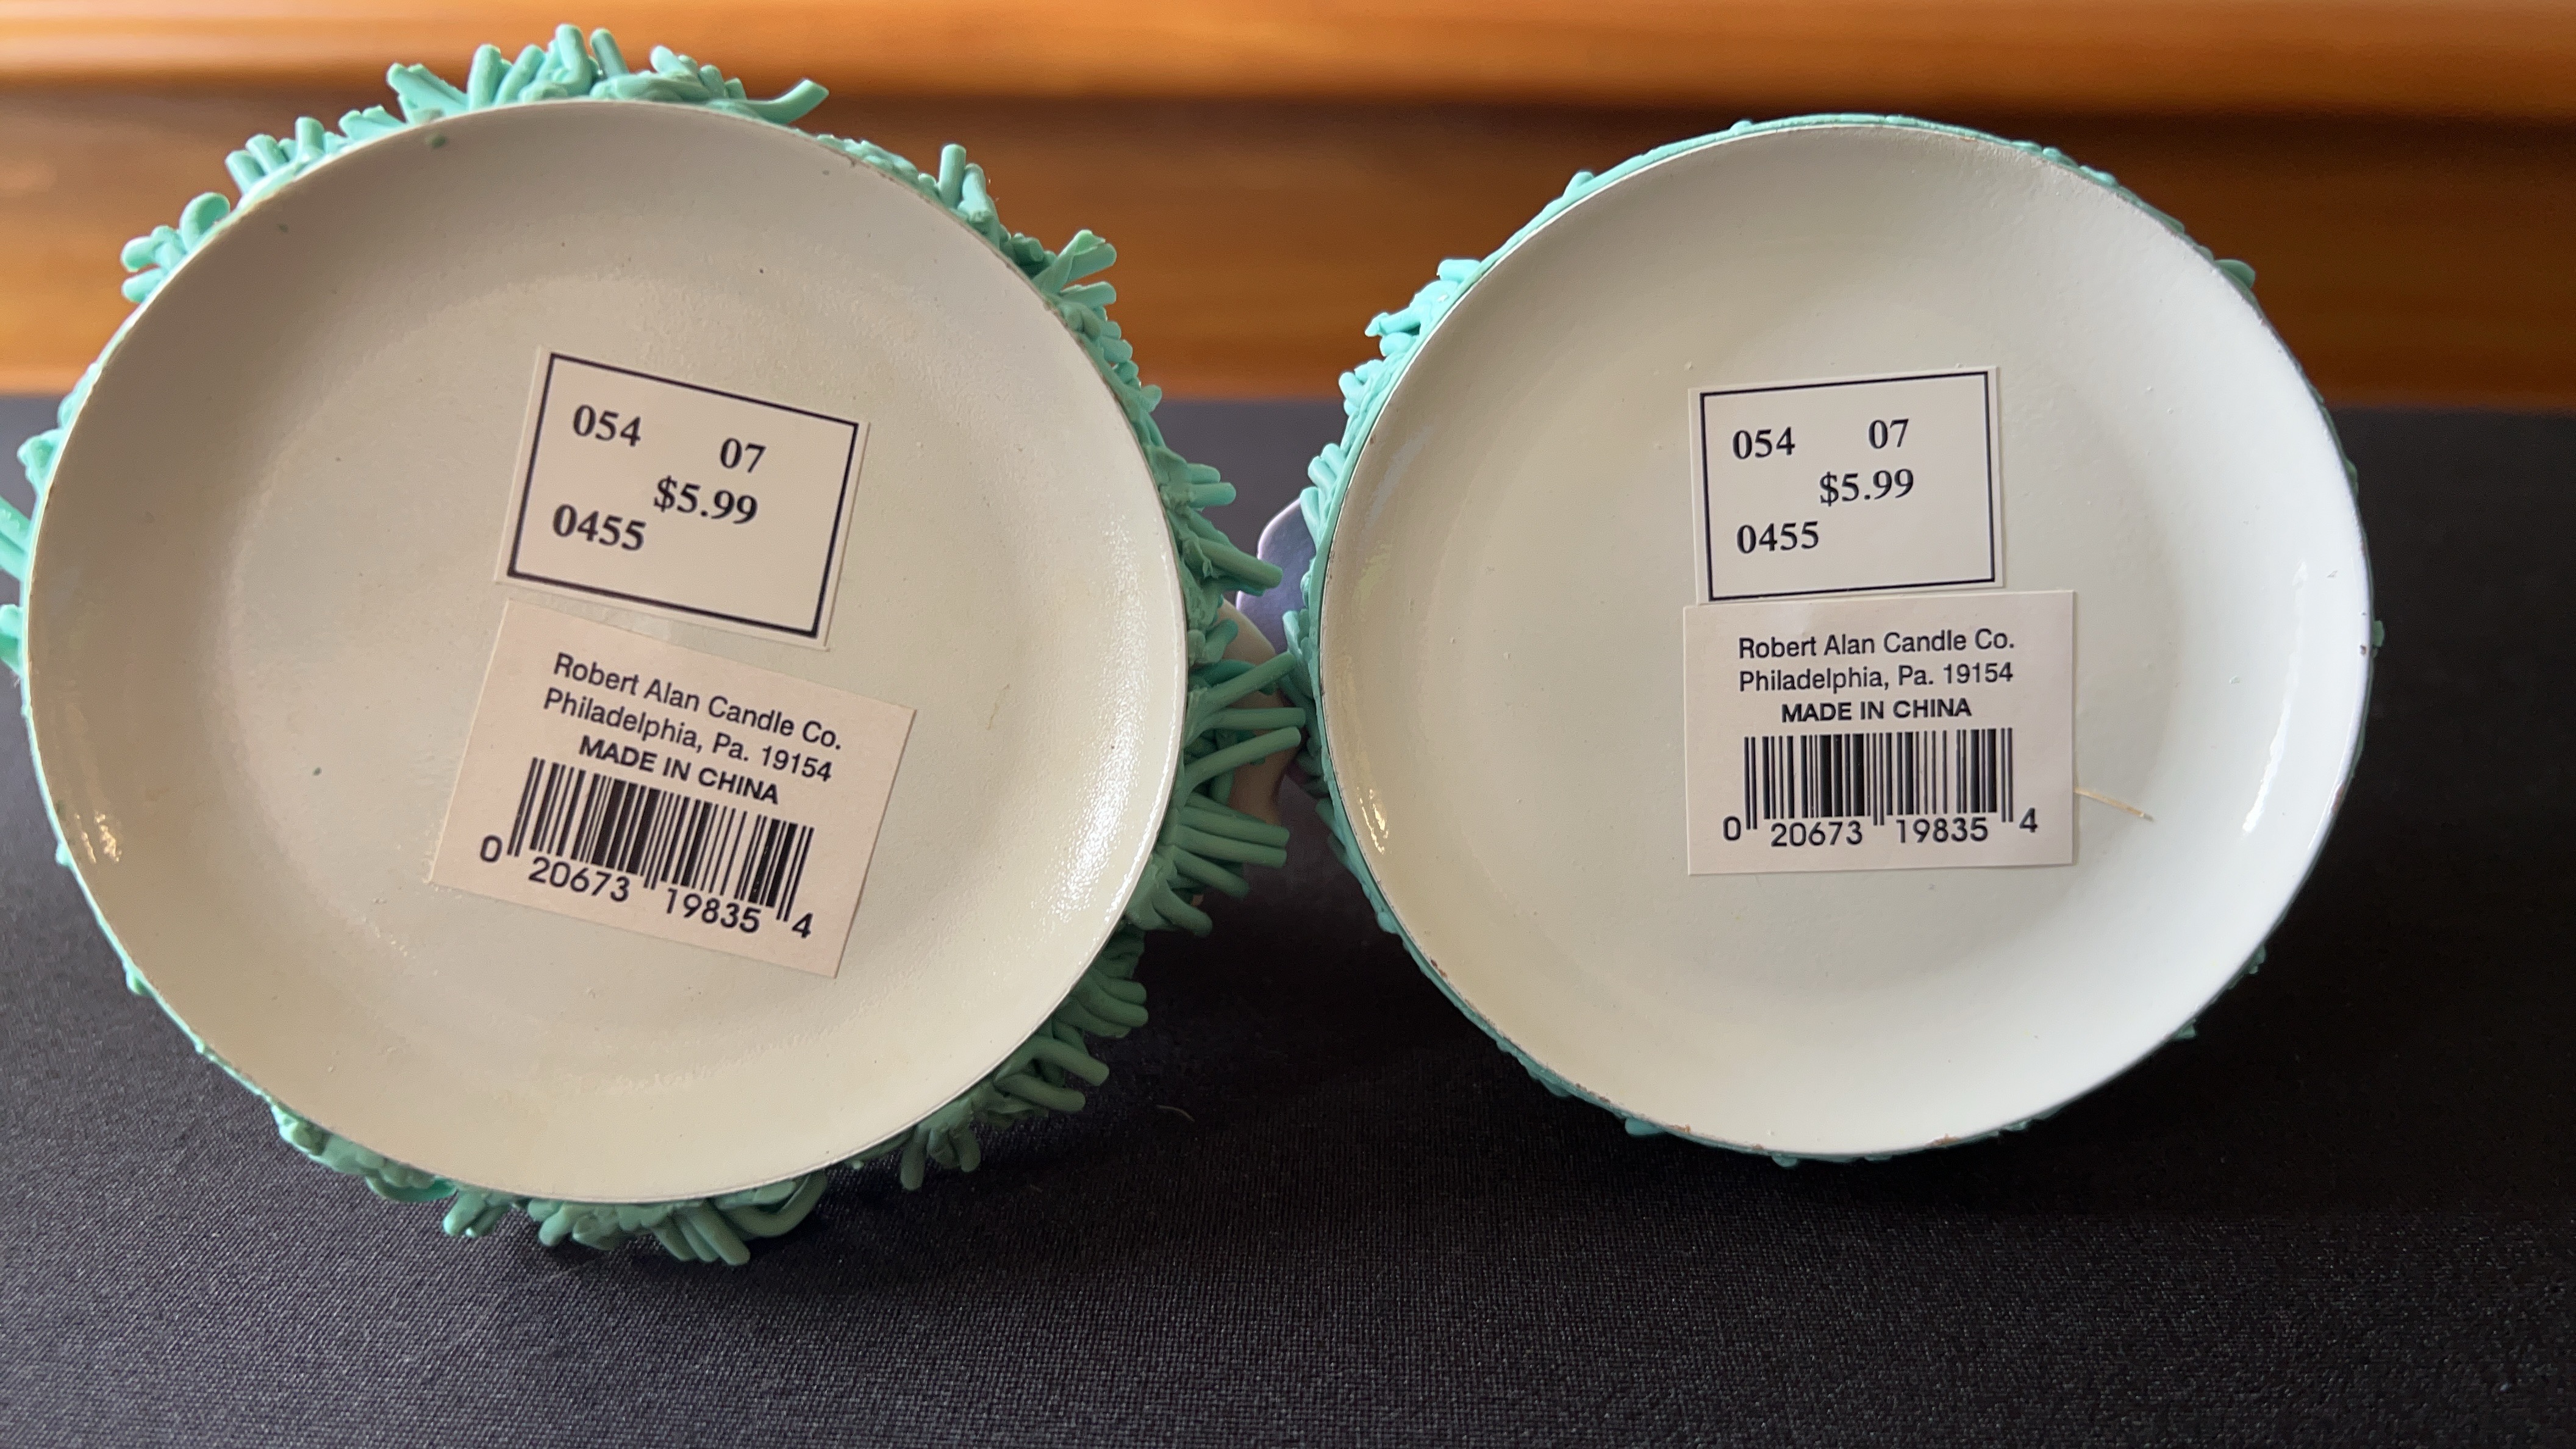 054 07
$5.99
0455
Robert Alan Candle Co.
Philadelphia, Pa. 19154
MADE IN CHINA
0 20673 19835 4
054 07
$5.99
0455
Robert Alan Candle Co.
Philadelphia, Pa. 19154
MADE IN CHINA
0 20673 19835 4